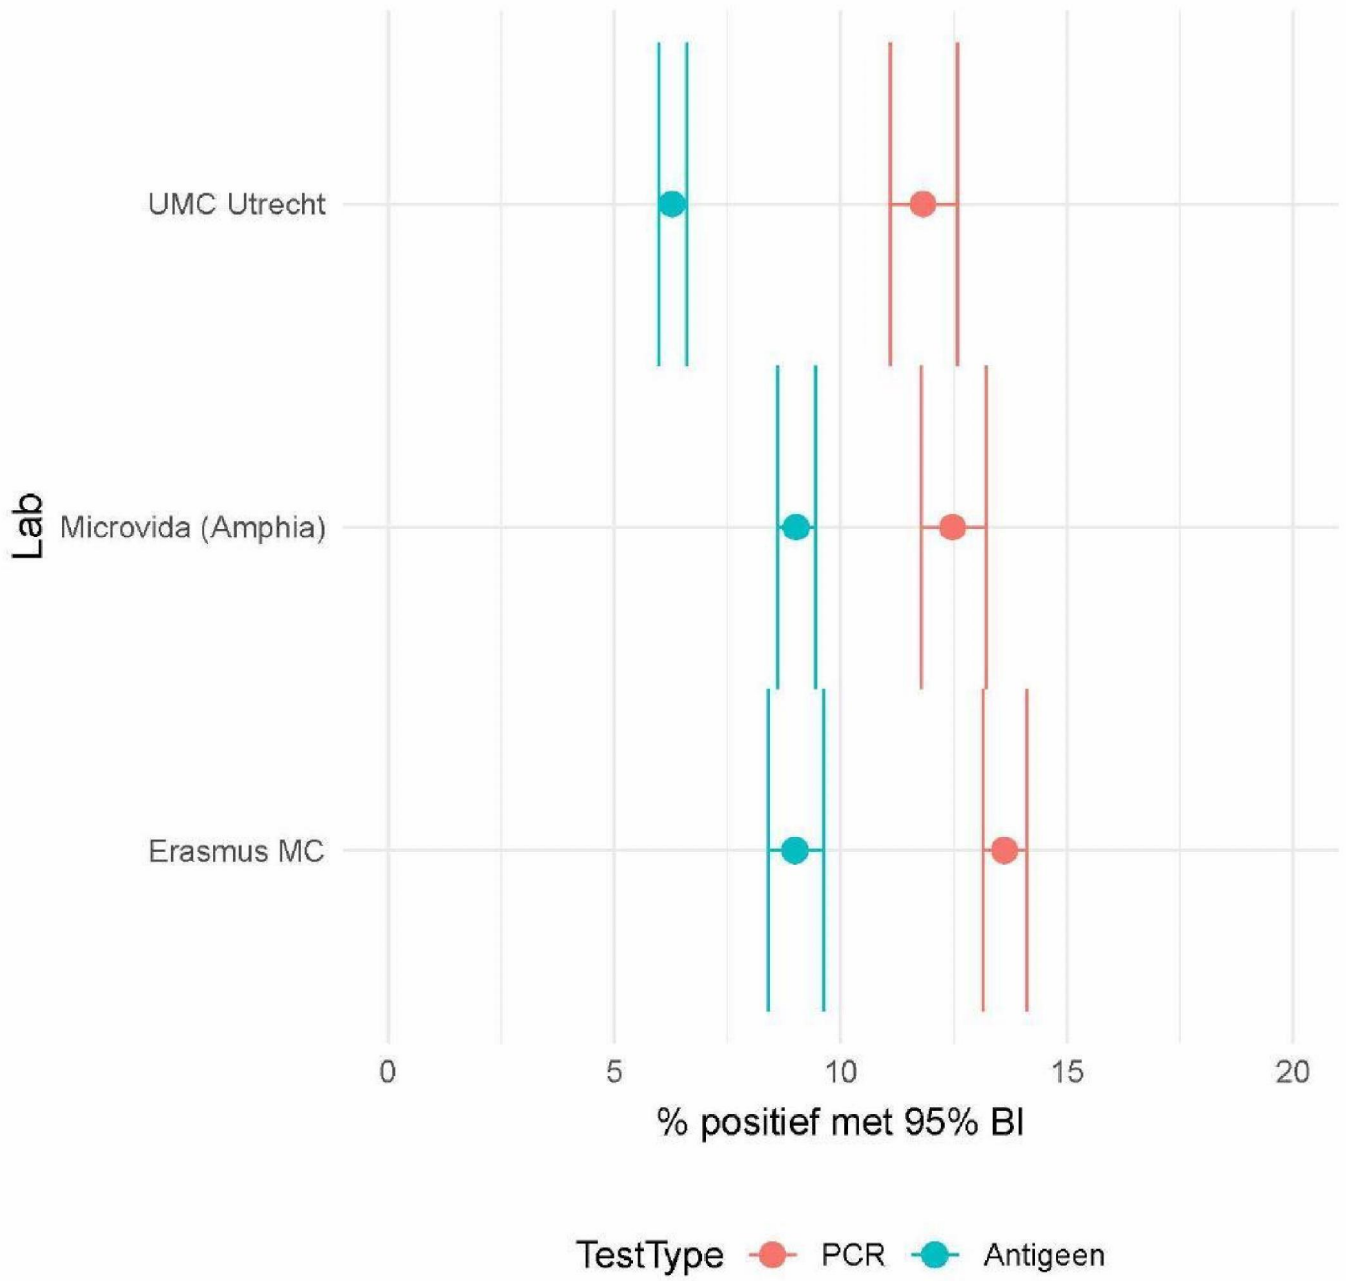 UMC Utrecht
Lab
Microvida (Amphia)
Erasmus MC
0 5 10 15 20
% positief met 95% BI
TestType PCR Antigeen